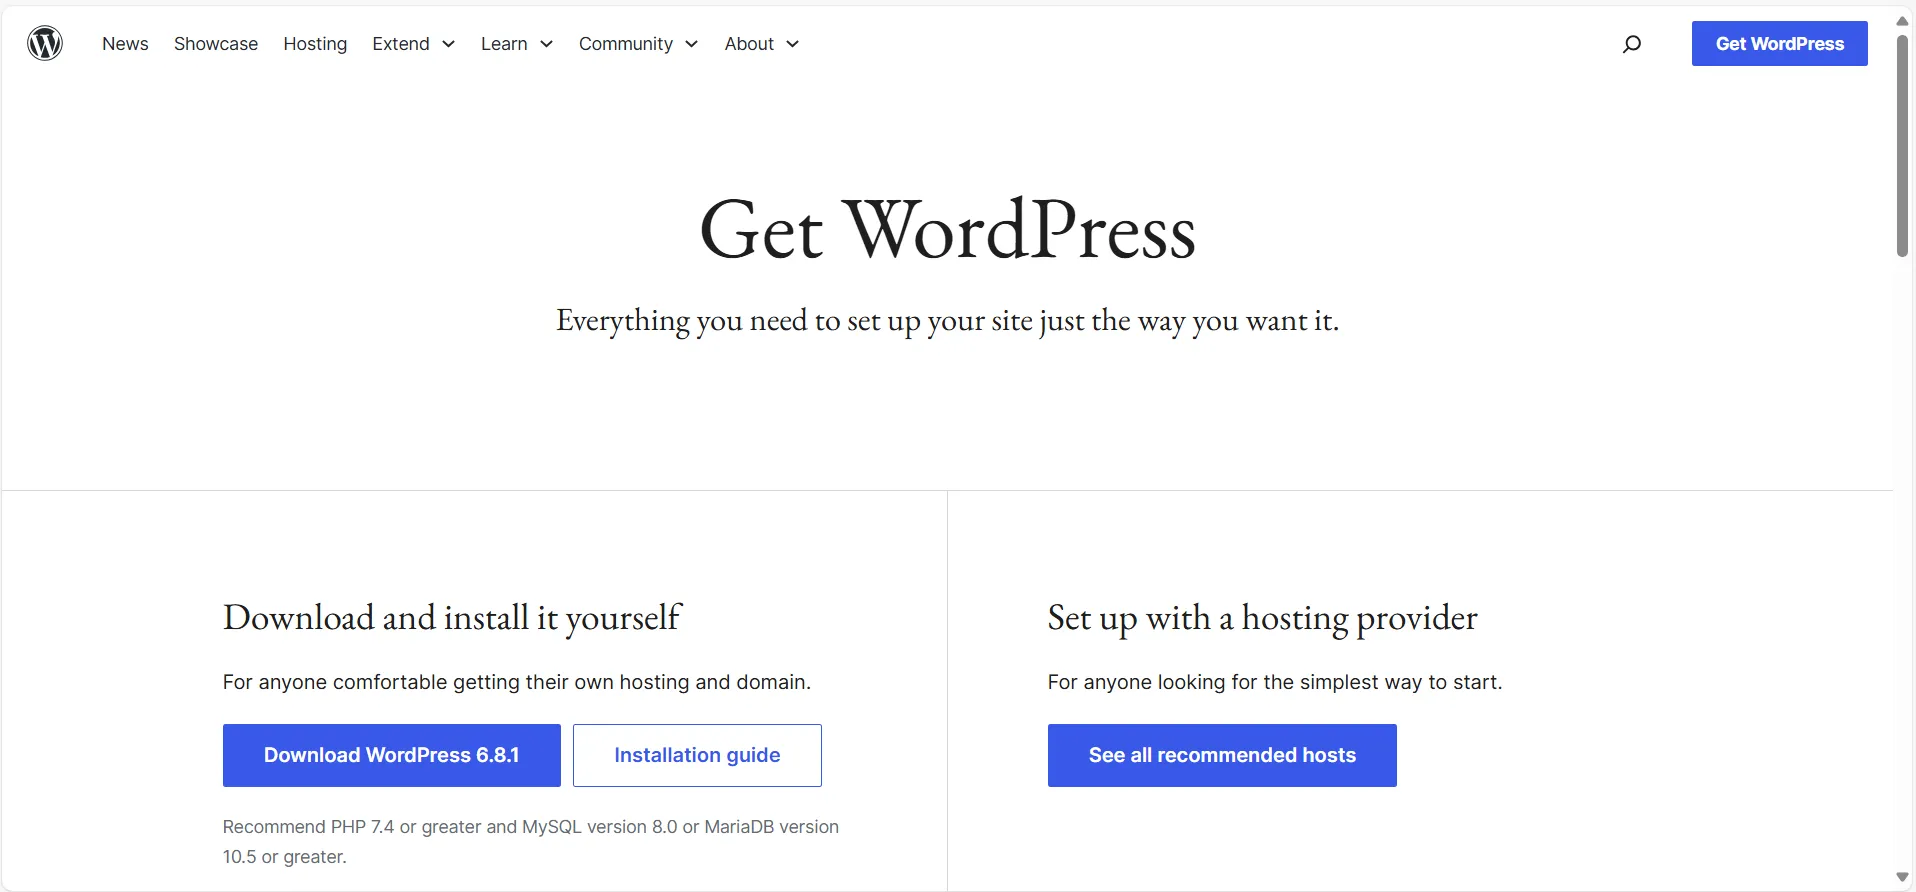 News Showcase Hosting Extend Learn Community About
Get WordPress
Get WordPress
Everything you need to set up your site just the way you want it.
Download and install it yourself
For anyone comfortable getting their own hosting and domain.
Download WordPress 6.8.1
Installation guide
Recommend PHP 7.4 or greater and MySQL version 8.0 or MariaDB version
10.5 or greater.
Set up with a hosting provider
For anyone looking for the simplest way to start.
See all recommended hosts